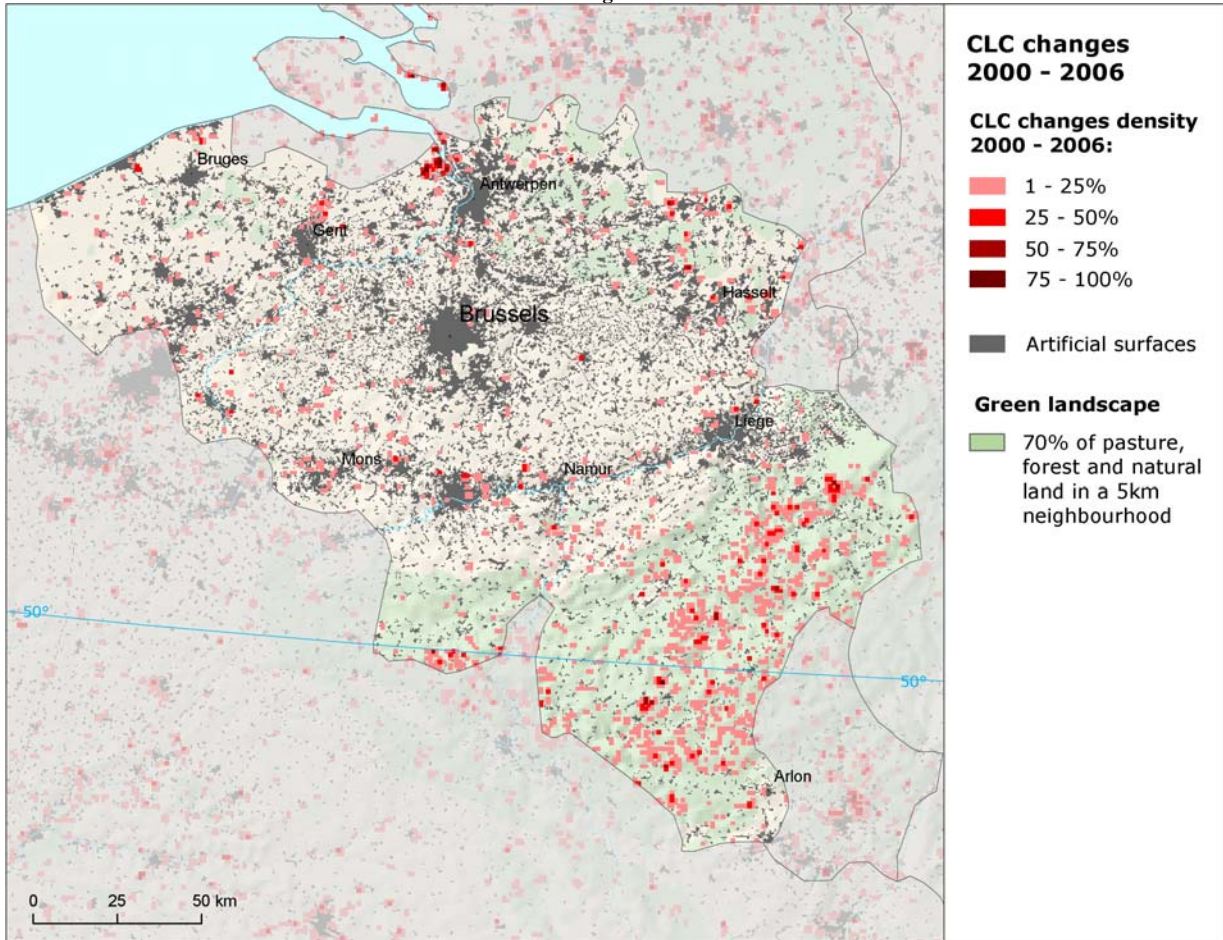 CLC changes
2000 - 2006
CLC changes density
2000 - 2006:
1 - 25%
25 - 50%
50 - 75%
75 - 100%
Artificial surfaces
Green landscape
70% of pasture,
forest and natural
land in a 5km
neighbourhood
Bruges
Antwerpen
Gent
Hasselt
Brussels
Liege
Mons
Namur
50°
50°
Arlon
0 25 50 km